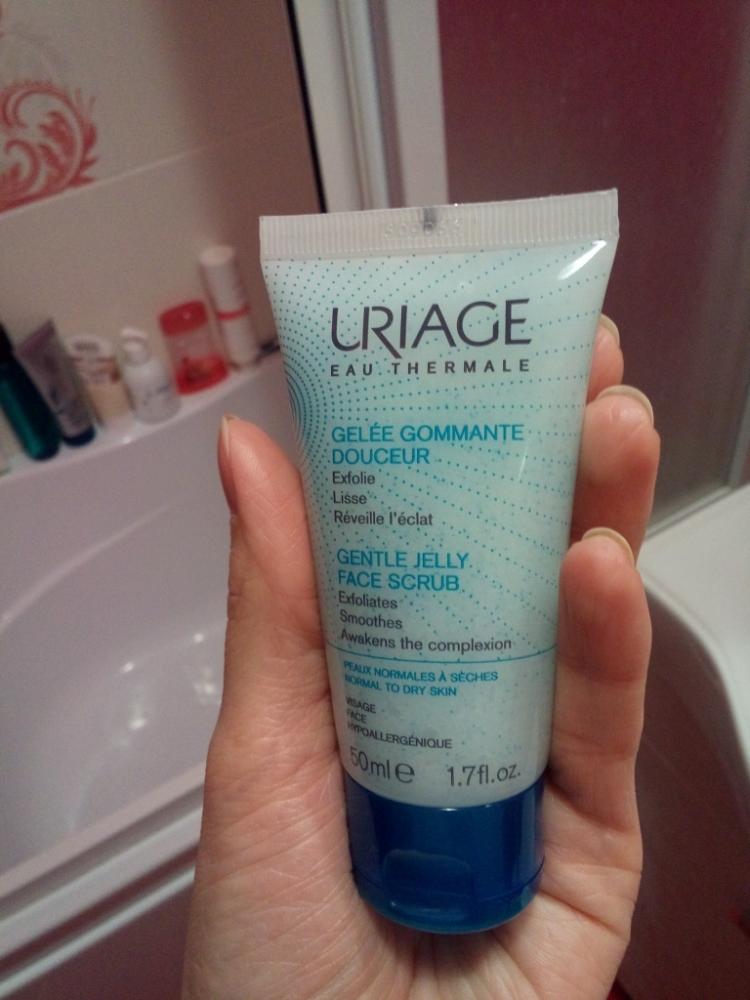 URIAGE
EAU THERMALE
GELÉE GOMMANTE
DOUCEUR
Exfolie
Lisse
Réveille l'éclat
GENTLE JELLY
FACE SCRUB
Exfoliates
Smoothes
Awakens the complexion
PEAUX NORMALES À SÈCHES
NORMAL TO DRY SKIN
VISAGE
FACE
HYPOALLERGÉNIQUE
50ml e 1.7fl.oz.